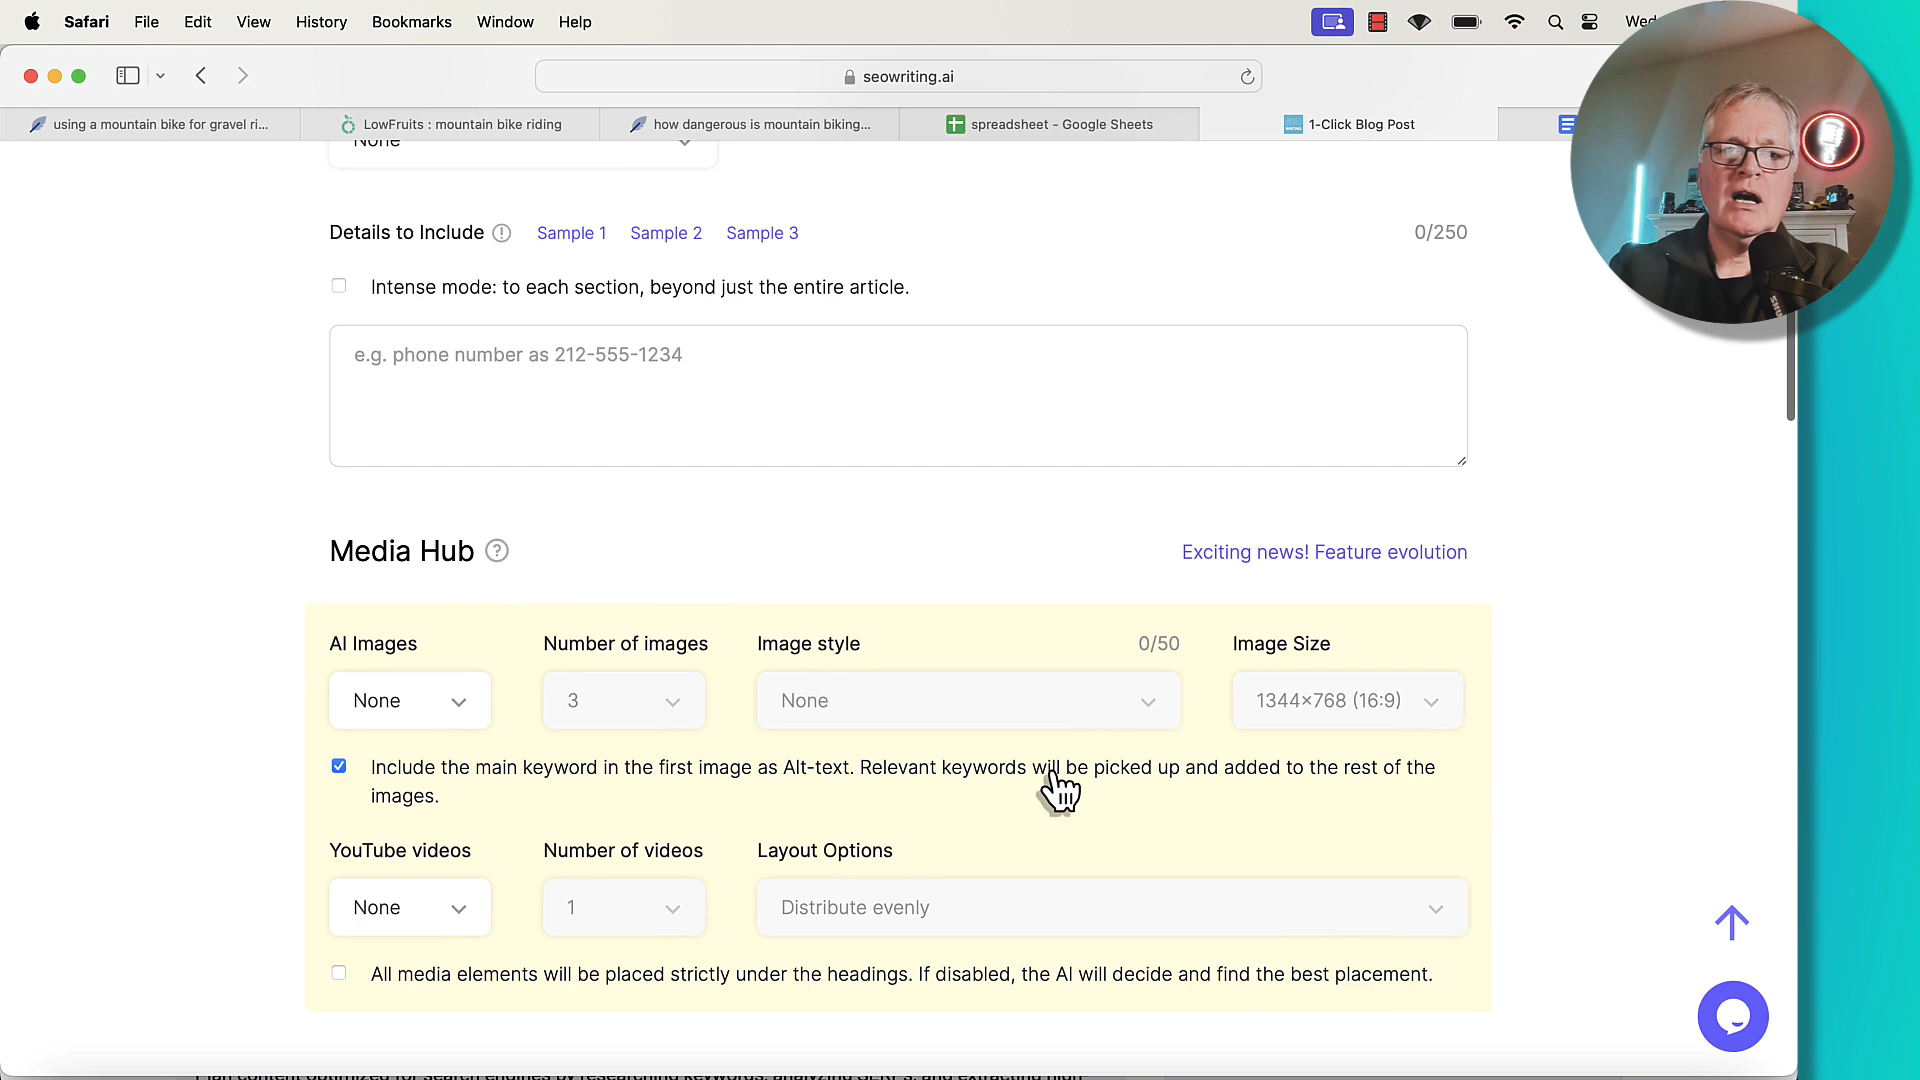 Safari File Edit View History Bookmarks Window Help
seowriting.ai
using a mountain bike for gravel ri... LowFruits : mountain bike riding how dangerous is mountain biking... spreadsheet - Google Sheets 1-Click Blog Post
None
Details to Include Sample 1 Sample 2 Sample 3 0/250
Intense mode: to each section, beyond just the entire article.
e.g. phone number as 212-555-1234
Media Hub Exciting news! Feature evolution
AI Images Number of images Image style 0/50 Image Size
None 3 None 1344×768 (16:9)
Include the main keyword in the first image as Alt-text. Relevant keywords will be picked up and added to the rest of the
images.
YouTube videos Number of videos Layout Options
None 1 Distribute evenly
All media elements will be placed strictly under the headings. If disabled, the AI will decide and find the best placement.